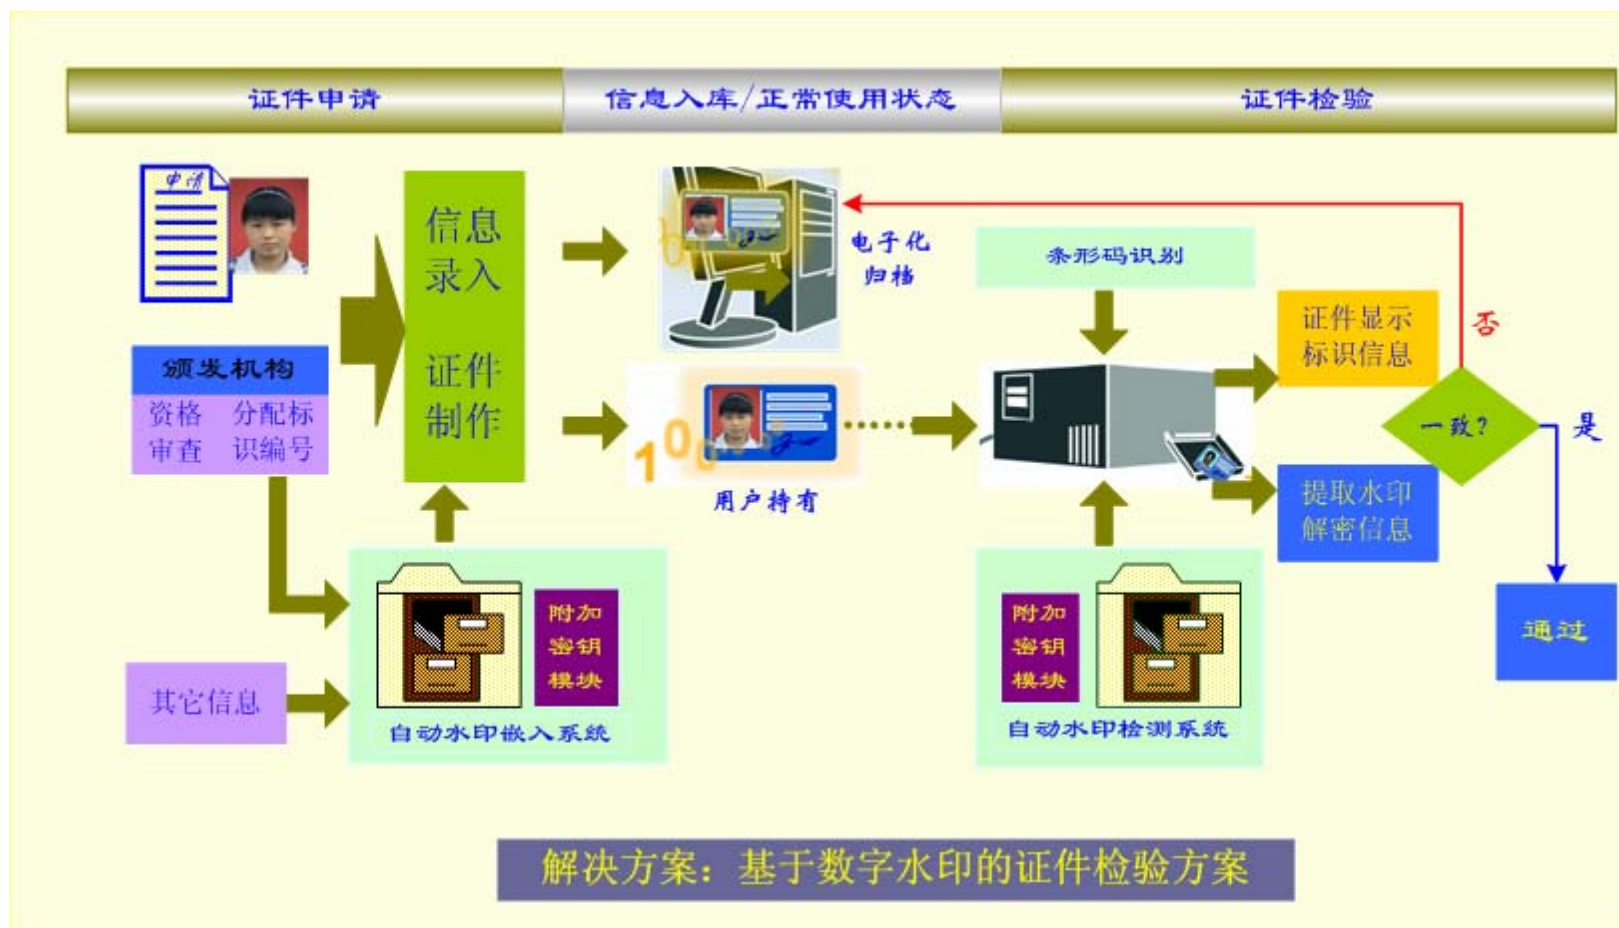 证件申请
信息入库/正常使用状态
证件检验
申请
信息
录入
证件
制作
颁发机构
资格 分配标
审查 识编号
其它信息
附加
密钥
模块
自动水印嵌入系统
电子化
归档
100
用户持有
条形码识别
附加
密钥
模块
自动水印检测系统
证件显示
标识信息
提取水印
解密信息
一致?
否
是
通过
解决方案：基于数字水印的证件检验方案